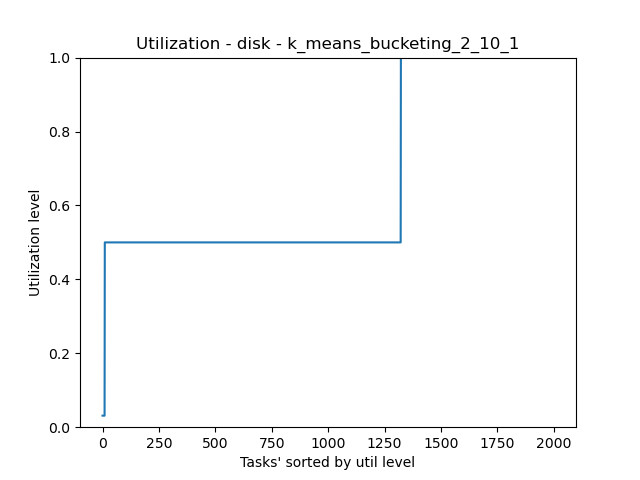 Utilization - disk - k_means_bucketing_2_10_1
1.0
0.8
0.6
0.4
0.2
0.0
Utilization level
0 250 500 750 1000 1250 1500 1750 2000
Tasks' sorted by util level